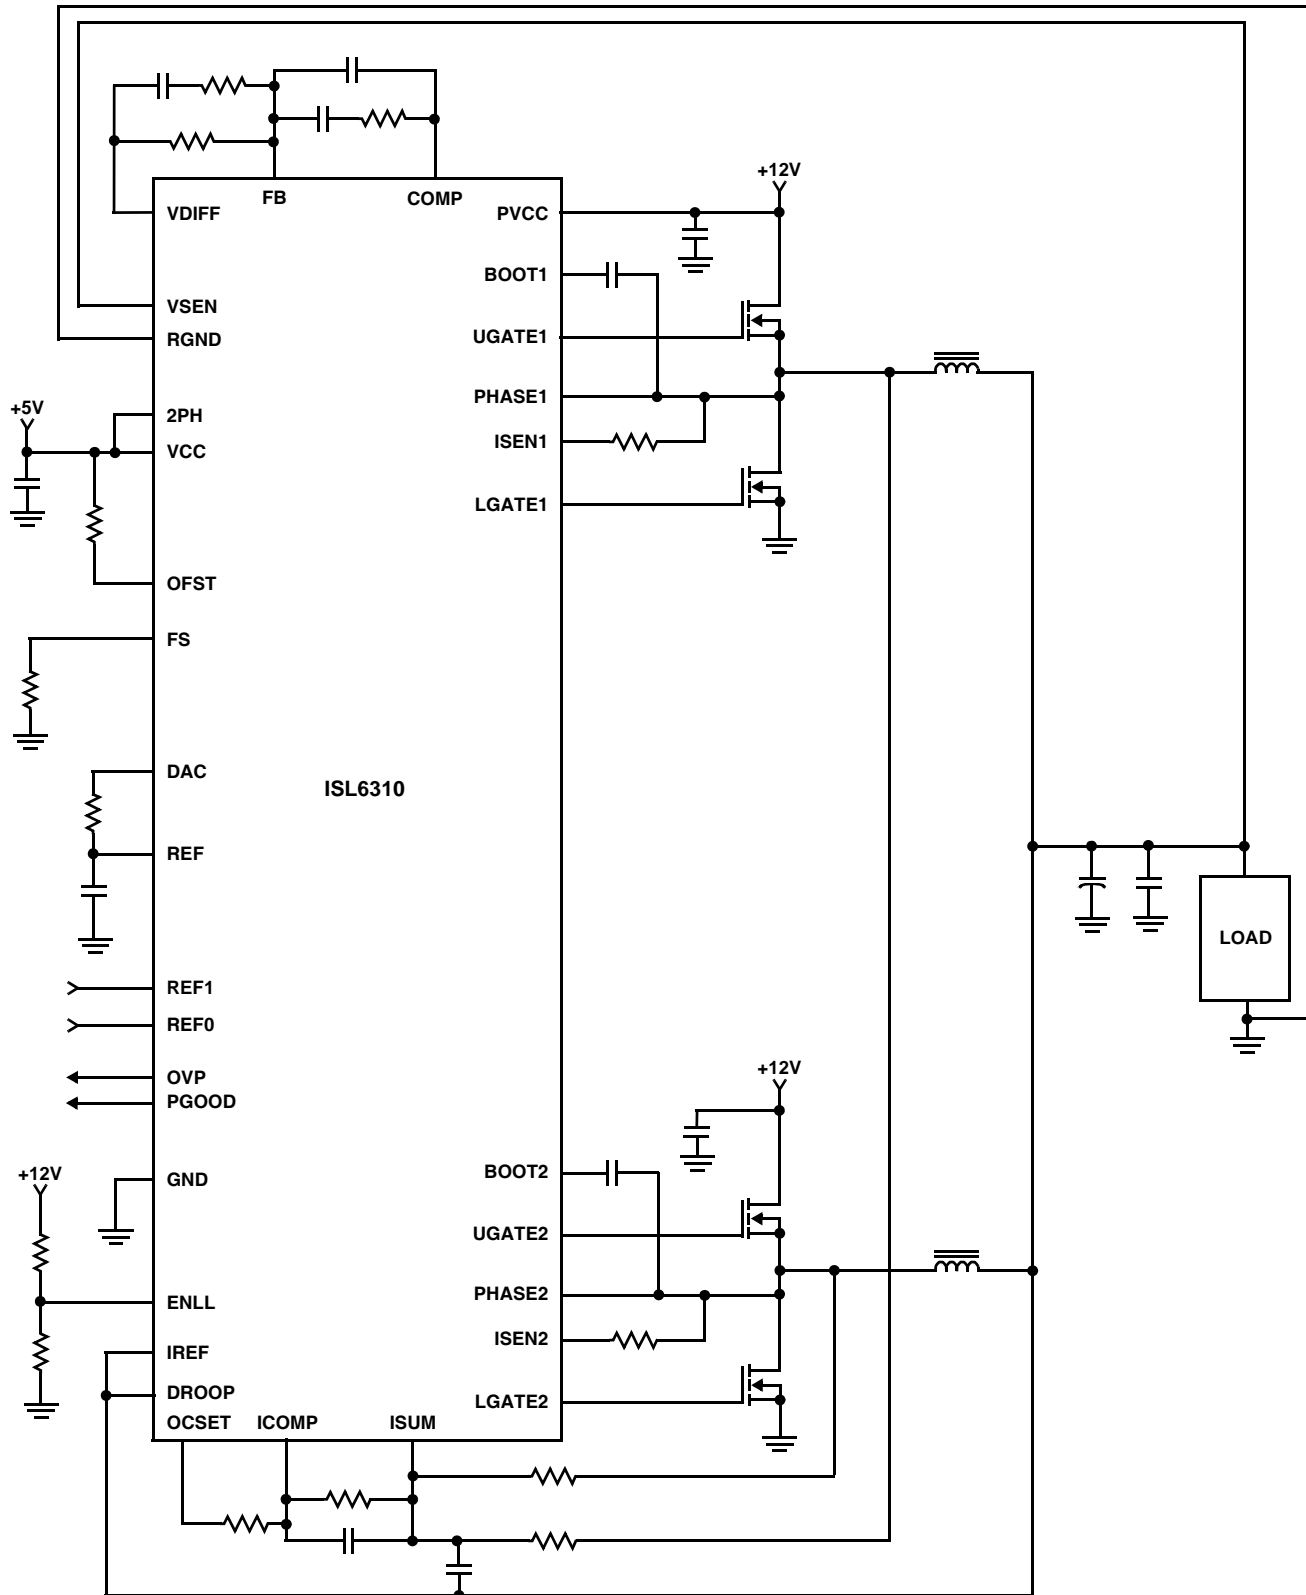 FB
COMP
+12V
VDIFF
PVCC
BOOT1
VSEN
RGND
UGATE1
+5V
2PH
PHASE1
VCC
ISEN1
LGATE1
OFST
FS
DAC
ISL6310
REF
LOAD
REF1
REF0
OVP
+12V
PGOOD
+12V
GND
BOOT2
UGATE2
ENLL
PHASE2
IREF
ISEN2
DROOP
LGATE2
OCSET
ICOMP
ISUM